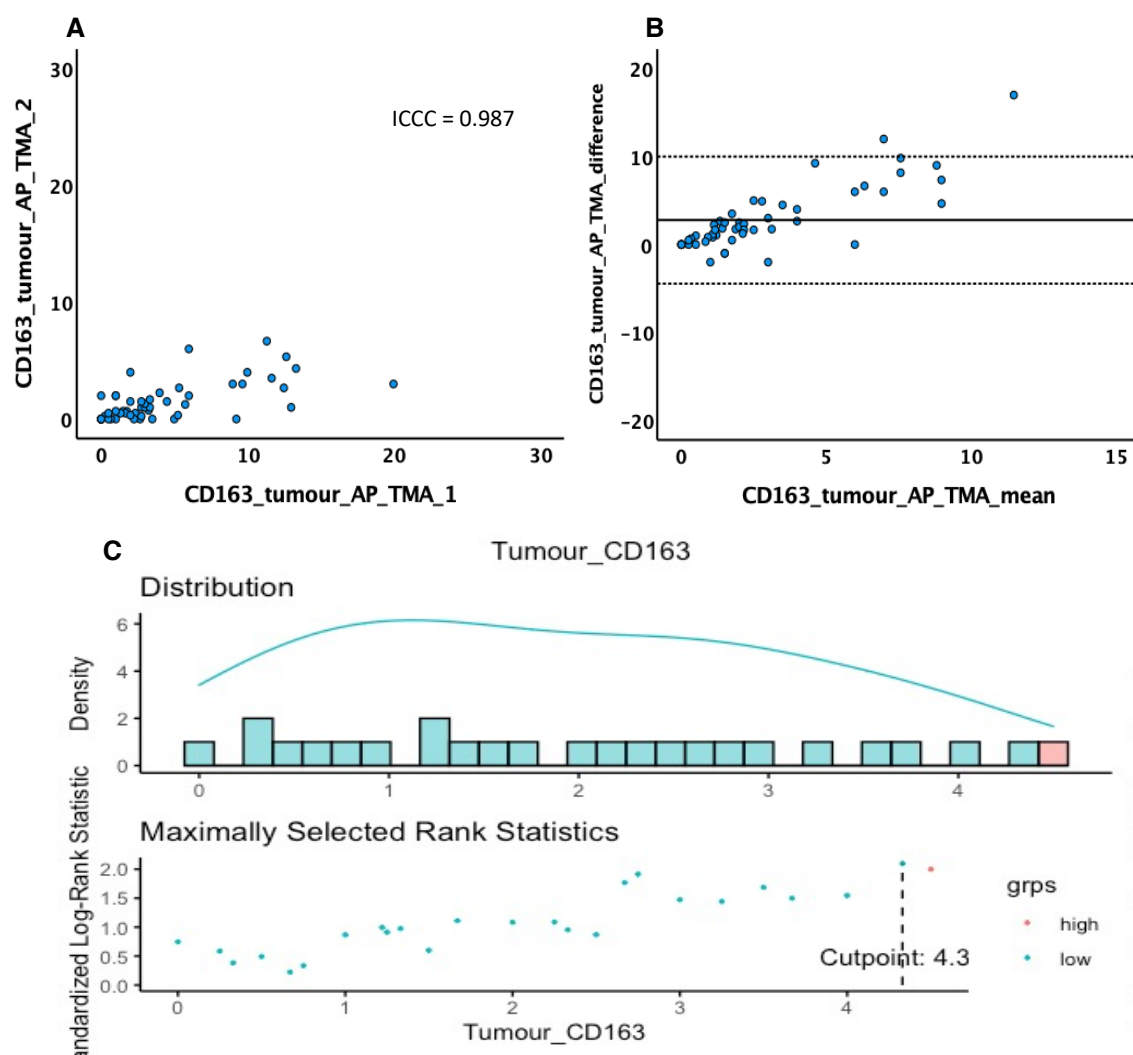 A
30
20
10
0
0
10
20
30
CD163_tumour_AP_TMA_2
CD163_tumour_AP_TMA_1
ICCC = 0.987
B
20
10
0
−10
−20
0
5
10
15
CD163_tumour_AP_TMA_difference
CD163_tumour_AP_TMA_mean
C
Tumour_CD163
Distribution
Density
6
4
2
0
0
1
2
3
4
Maximally Selected Rank Statistics
andardized Log-Rank Statistic
2.0
1.5
1.0
0.5
0.0
Cutpoint: 4.3
0
1
2
3
4
Tumour_CD163
grps
high
low